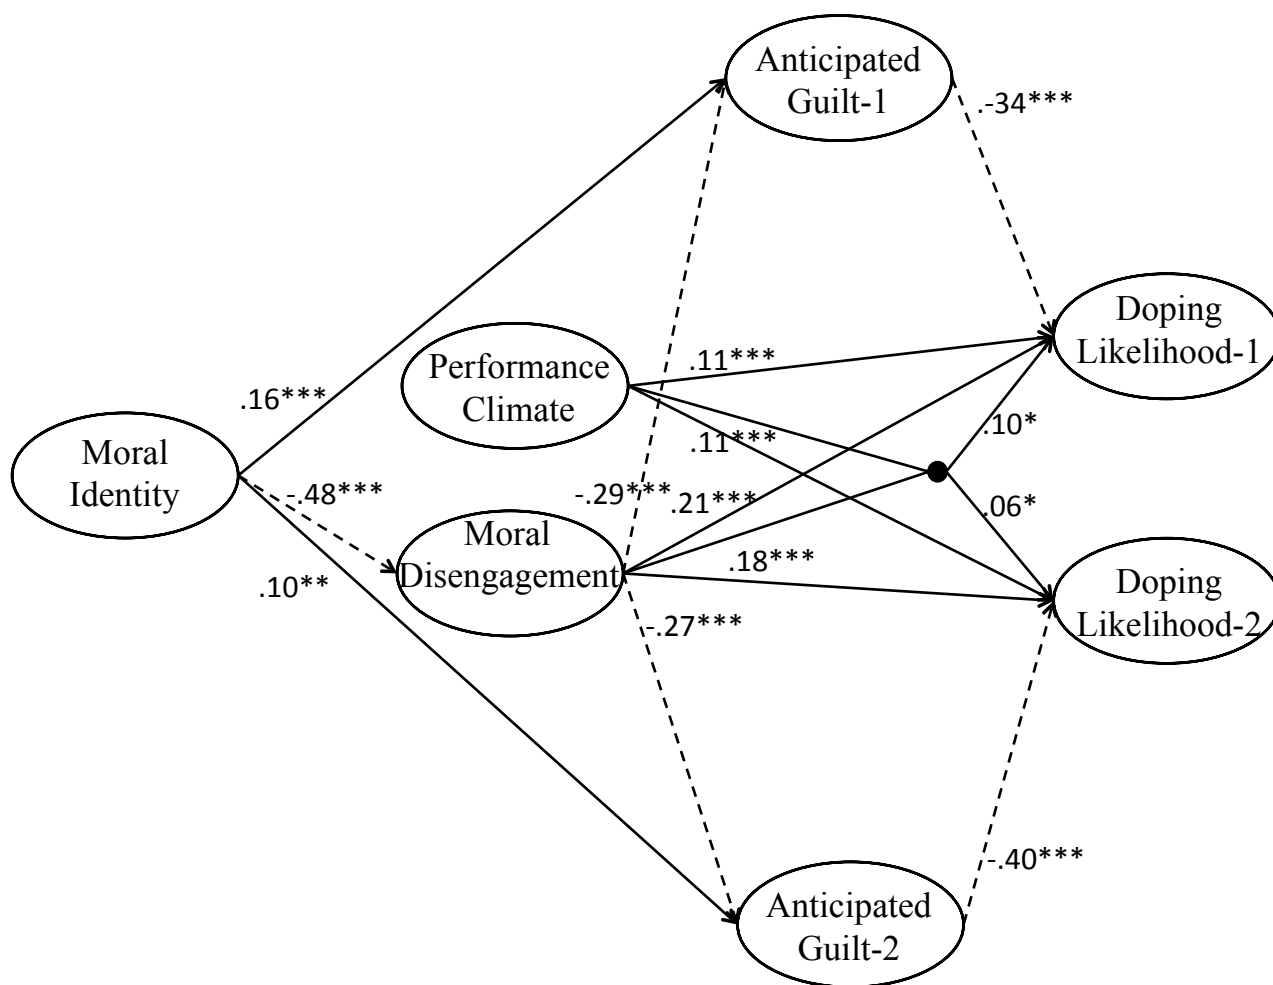 Anticipated
Guilt-1
.-34***
Doping
Likelihood-1
Performance
Climate
.11***
.16***
.10*
Moral
Identity
.11***
-.48***
-.29***
.21***
.06*
Moral
Disengagement
.18***
Doping
Likelihood-2
.10**
-.27***
-.40***
Anticipated
Guilt-2